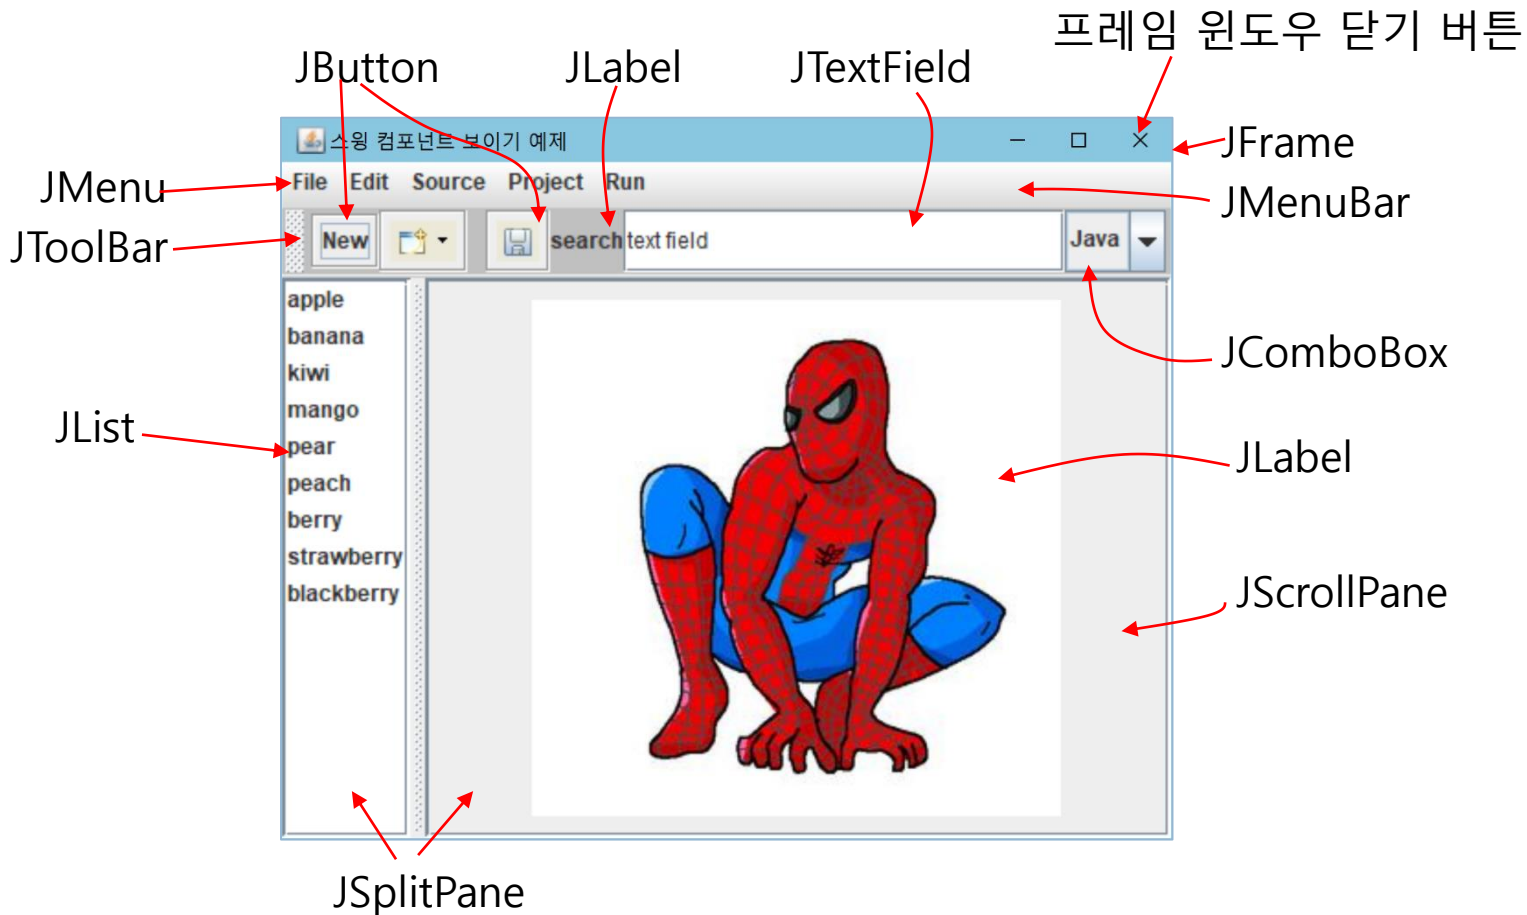 프레임 윈도우 닫기 버튼
JButton
JLabel
JTextField
스윙 컴포넌트 보이기 예제
JFrame
JMenu
File Edit Source Project Run
JMenuBar
JToolBar
New
search
text field
Java
apple
banana
kiwi
mango
pear
peach
berry
strawberry
blackberry
JComboBox
JList
JLabel
JScrollPane
JSplitPane